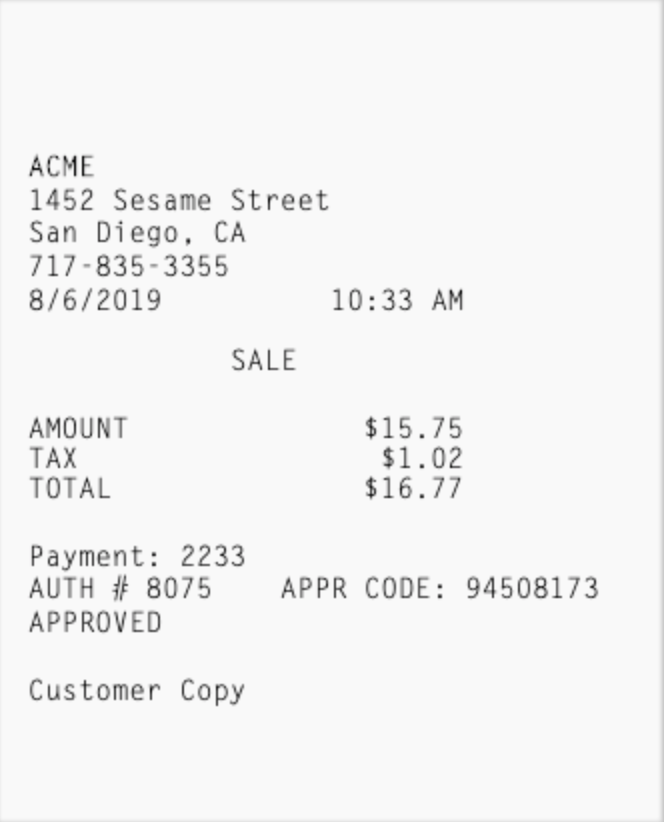 ACME
1452 Sesame Street
San Diego, CA
717-835-3355
8/6/2019 10:33 AM
SALE
AMOUNT $15.75
TAX $1.02
TOTAL $16.77
Payment: 2233
AUTH # 8075 APPR CODE: 94508173
APPROVED
Customer Copy